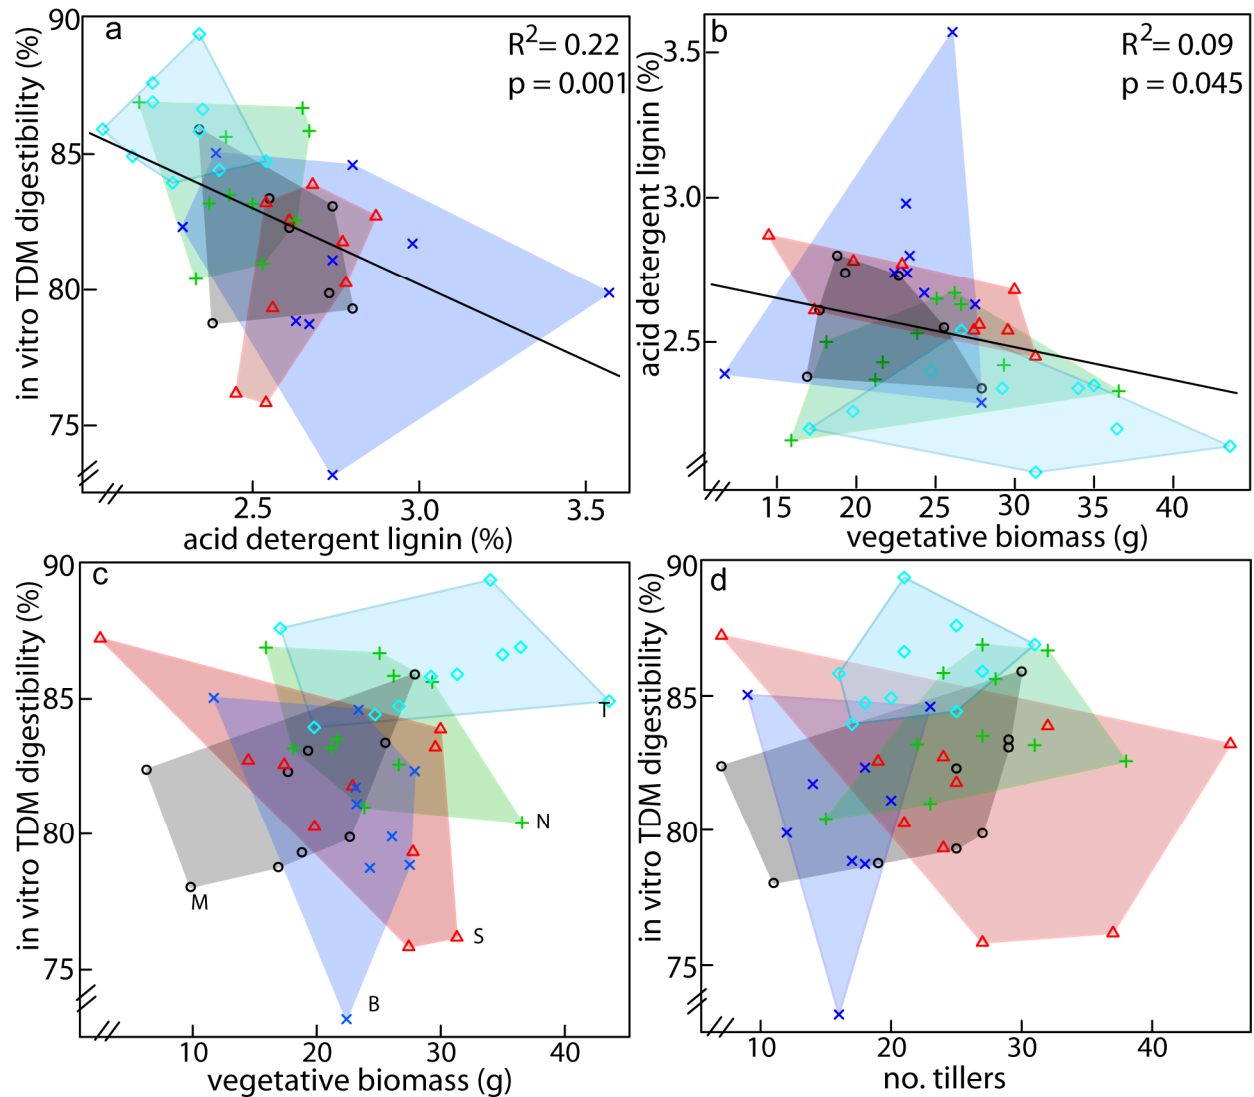 a
R²= 0.22
p = 0.001
in vitro TDM digestibility (%)
90
85
80
75
2.5
3.0
3.5
acid detergent lignin (%)
b
R²= 0.09
p = 0.045
acid detergent lignin (%)
3.5
3.0
2.5
15
20
25
30
35
40
vegetative biomass (g)
c
in vitro TDM digestibility (%)
90
85
80
75
T
N
M
S
B
10
20
30
40
vegetative biomass (g)
d
in vitro TDM digestibility (%)
90
85
80
75
10
20
30
40
no. tillers